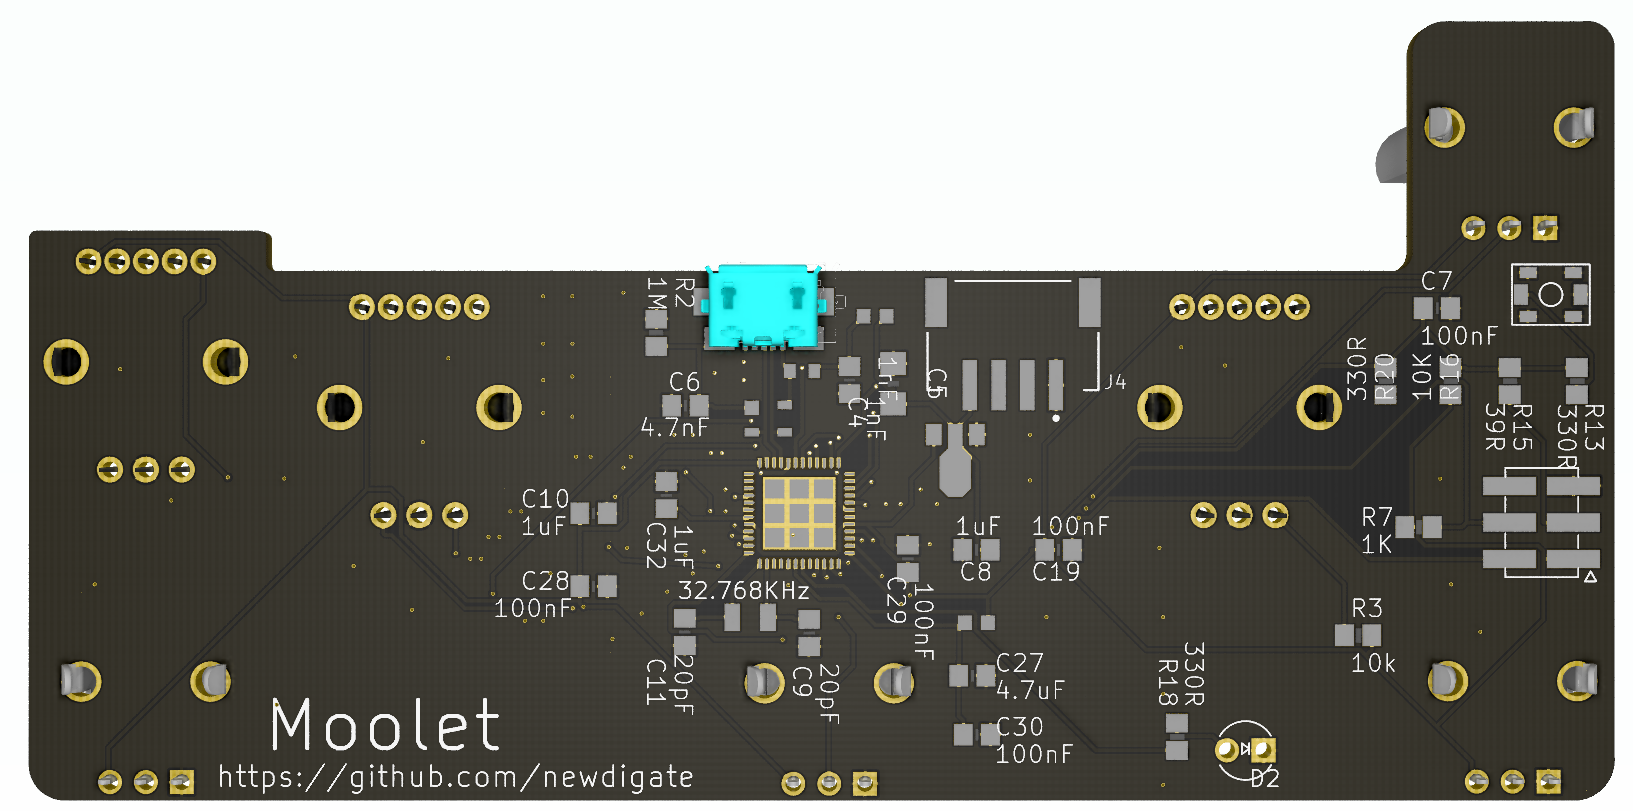 C7
100nF
R2
1M
C6
4.7nF
1nF
C4
1nF
C5
J4
330R
R20
10K
R16
39R
R15
330R
R13
C10
1uF
C32
1uF
C28
100nF
32.768KHz
C29
100nF
1uF
C8
100nF
C19
R7
1K
R3
10k
C11
20pF
C9
20pF
C27
4.7uF
C30
100nF
R18
330R
D2
Moolet
https://github.com/newdigate